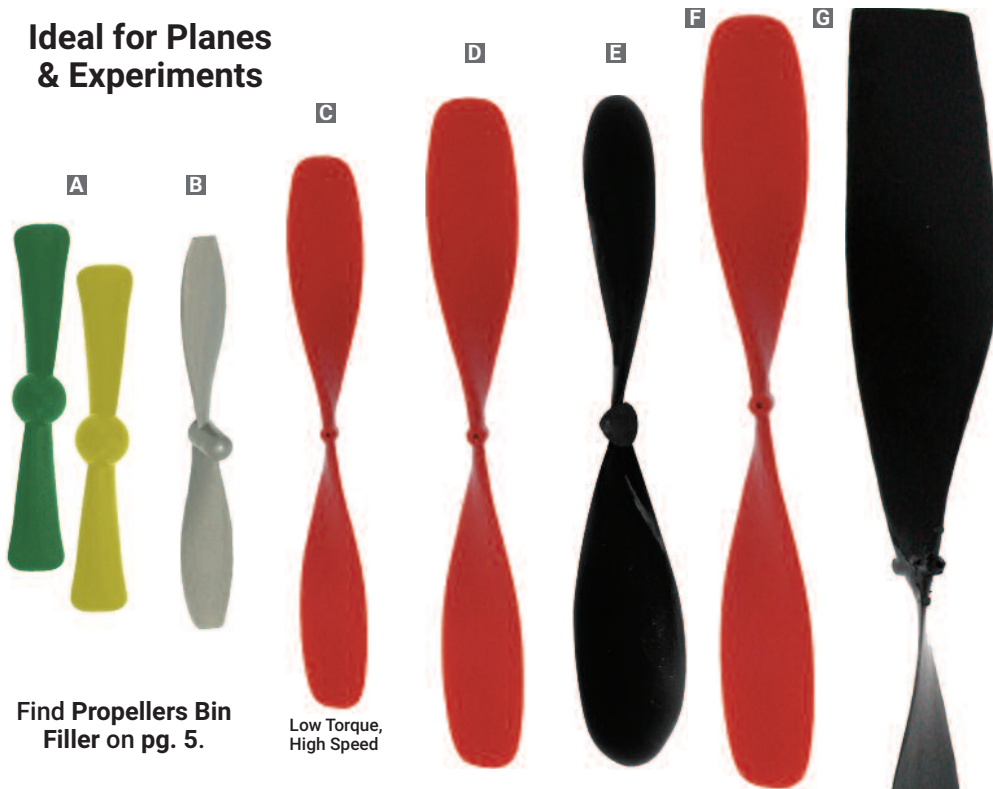 Ideal for Planes
& Experiments
A
B
C
D
E
F
G
Find Propellers Bin
Filler on pg. 5.
Low Torque,
High Speed